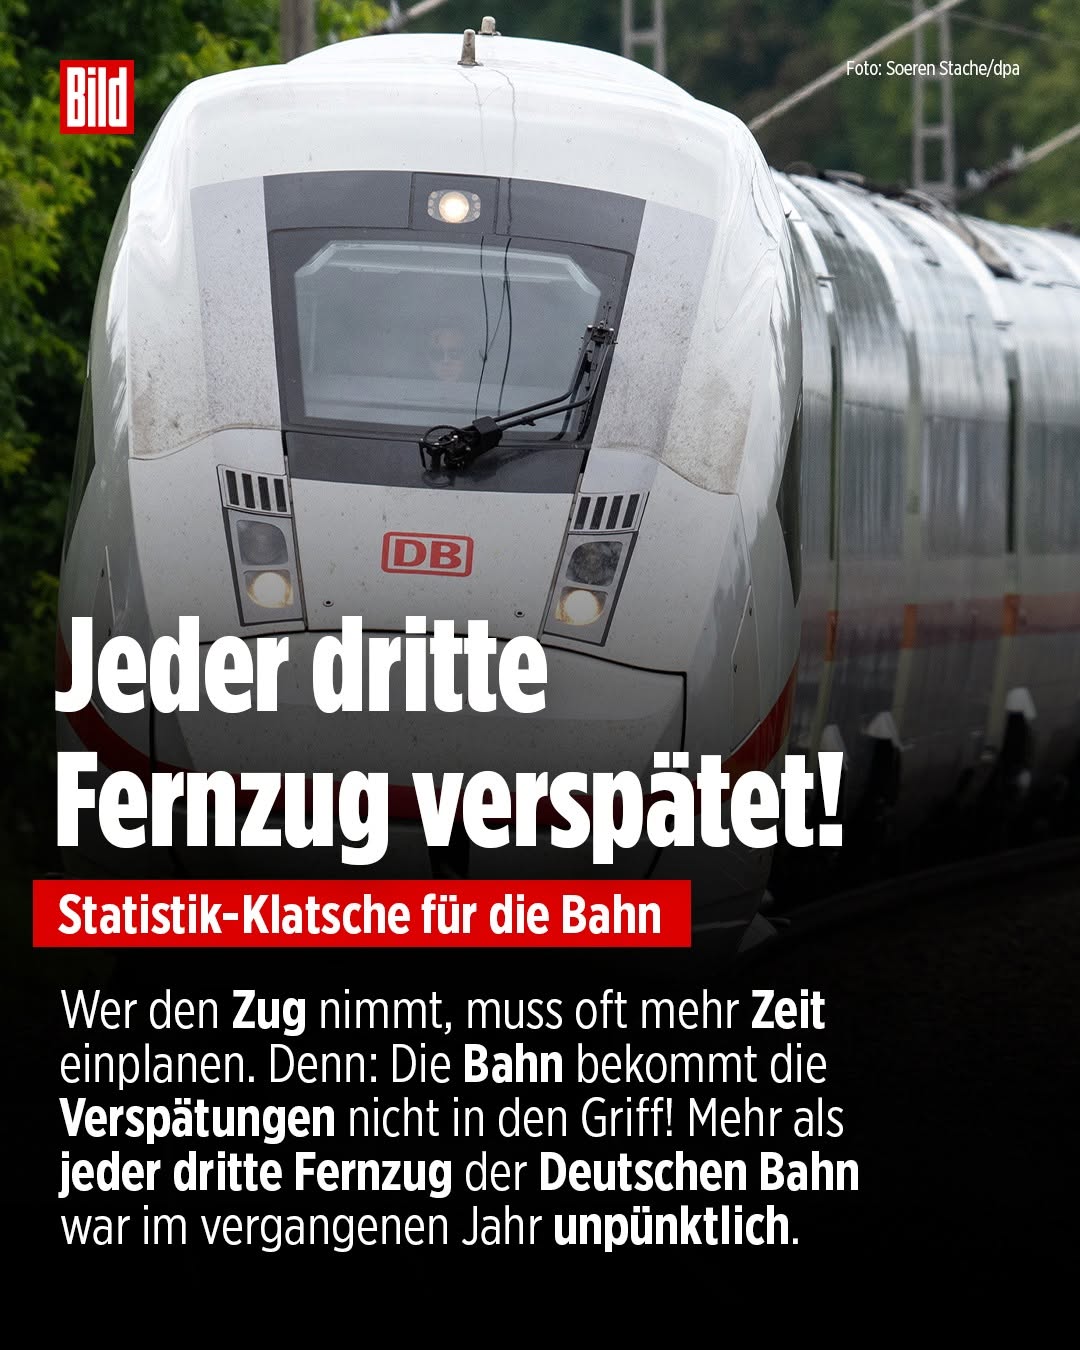 Bild
Foto: Soeren Stache/dpa
DB
Jeder dritte
Fernzug verspätet!
Statistik-Klatsche für die Bahn
Wer den Zug nimmt, muss oft mehr Zeit
einplanen. Denn: Die Bahn bekommt die
Verspätungen nicht in den Griff! Mehr als
jeder dritte Fernzug der Deutschen Bahn
war im vergangenen Jahr unpünktlich.